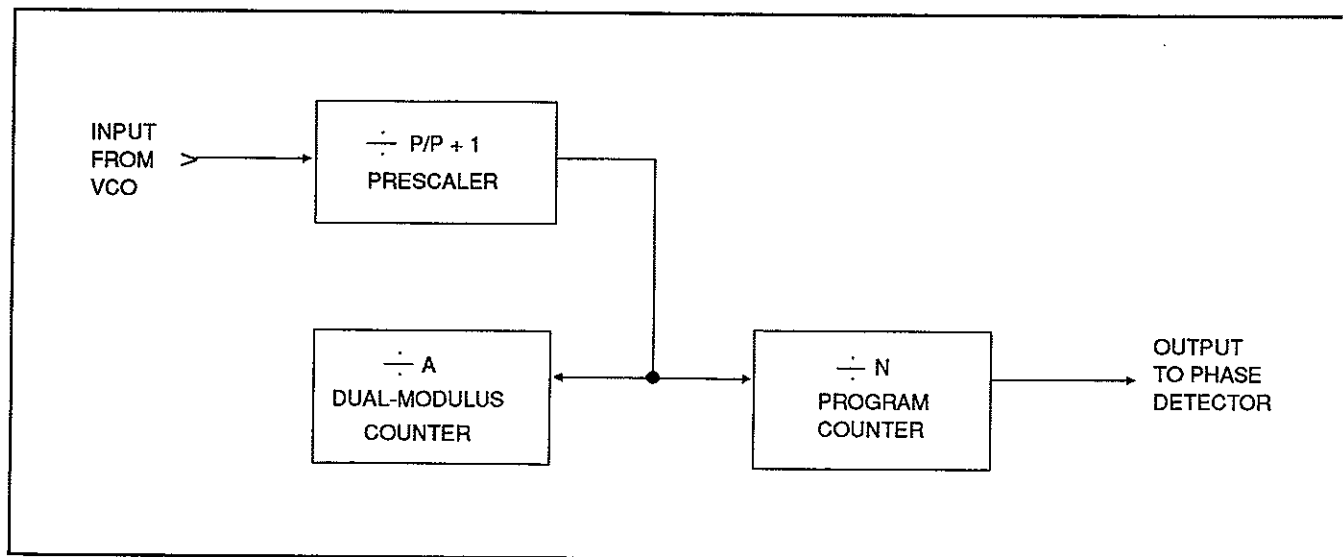 INPUT
FROM
VCO
>
÷ P/P + 1
PRESCALER
÷ A
DUAL-MODULUS
COUNTER
÷ N
PROGRAM
COUNTER
OUTPUT
TO PHASE
DETECTOR